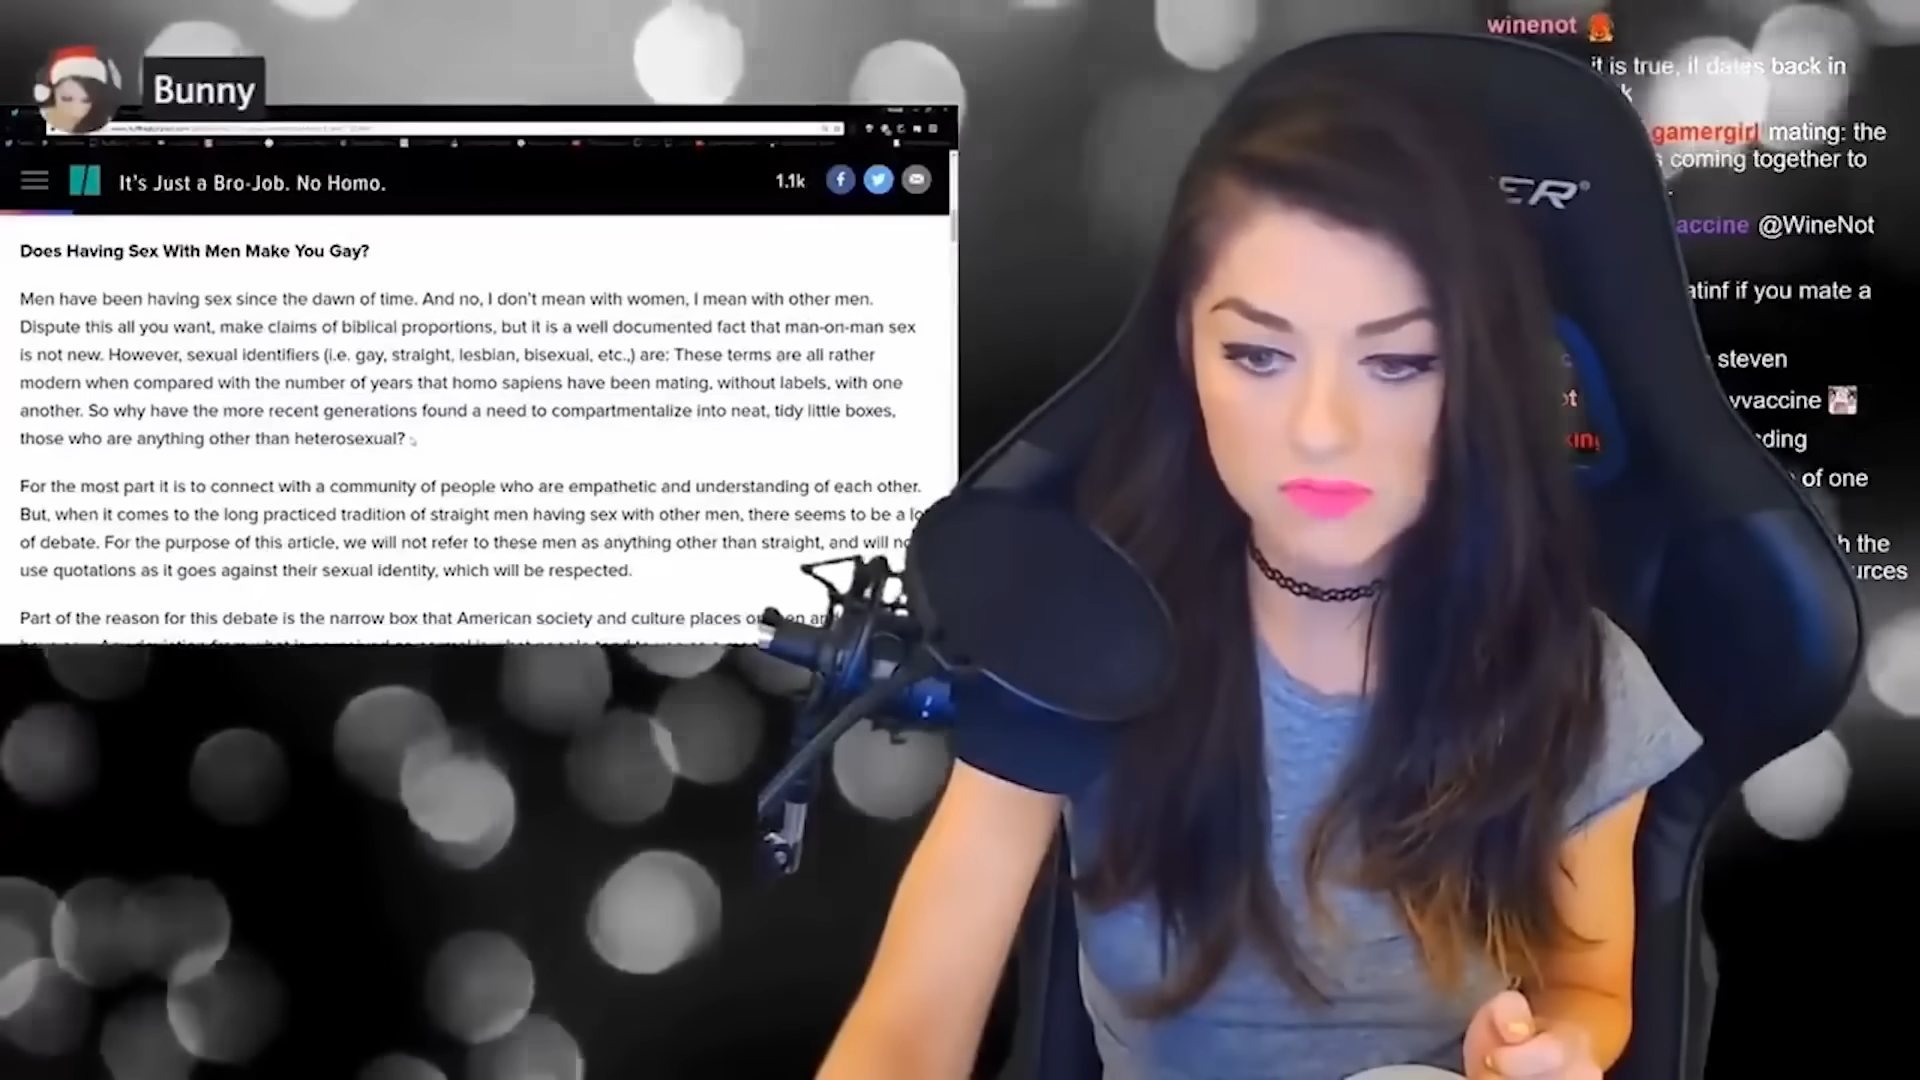 winenot
it is true, it dates back in
k
Bunny
gamergirl mating: the
s coming together to
It's Just a Bro-Job. No Homo.
1.1k
ER®
accine @WineNot
Does Having Sex With Men Make You Gay?
atinf if you mate a
Men have been having sex since the dawn of time. And no, I don't mean with women, I mean with other men.
Dispute this all you want, make claims of biblical proportions, but it is a well documented fact that man-on-man sex
is not new. However, sexual identifiers (i.e. gay, straight, lesbian, bisexual, etc.,) are: These terms are all rather
modern when compared with the number of years that homo sapiens have been mating, without labels, with one
another. So why have the more recent generations found a need to compartmentalize into neat, tidy little boxes,
those who are anything other than heterosexual?
steven
vvaccine
king
ding
of one
For the most part it is to connect with a community of people who are empathetic and understanding of each other.
But, when it comes to the long practiced tradition of straight men having sex with other men, there seems to be a lo
of debate. For the purpose of this article, we will not refer to these men as anything other than straight, and will no
use quotations as it goes against their sexual identity, which will be respected.
h the
urces
Part of the reason for this debate is the narrow box that American society and culture places